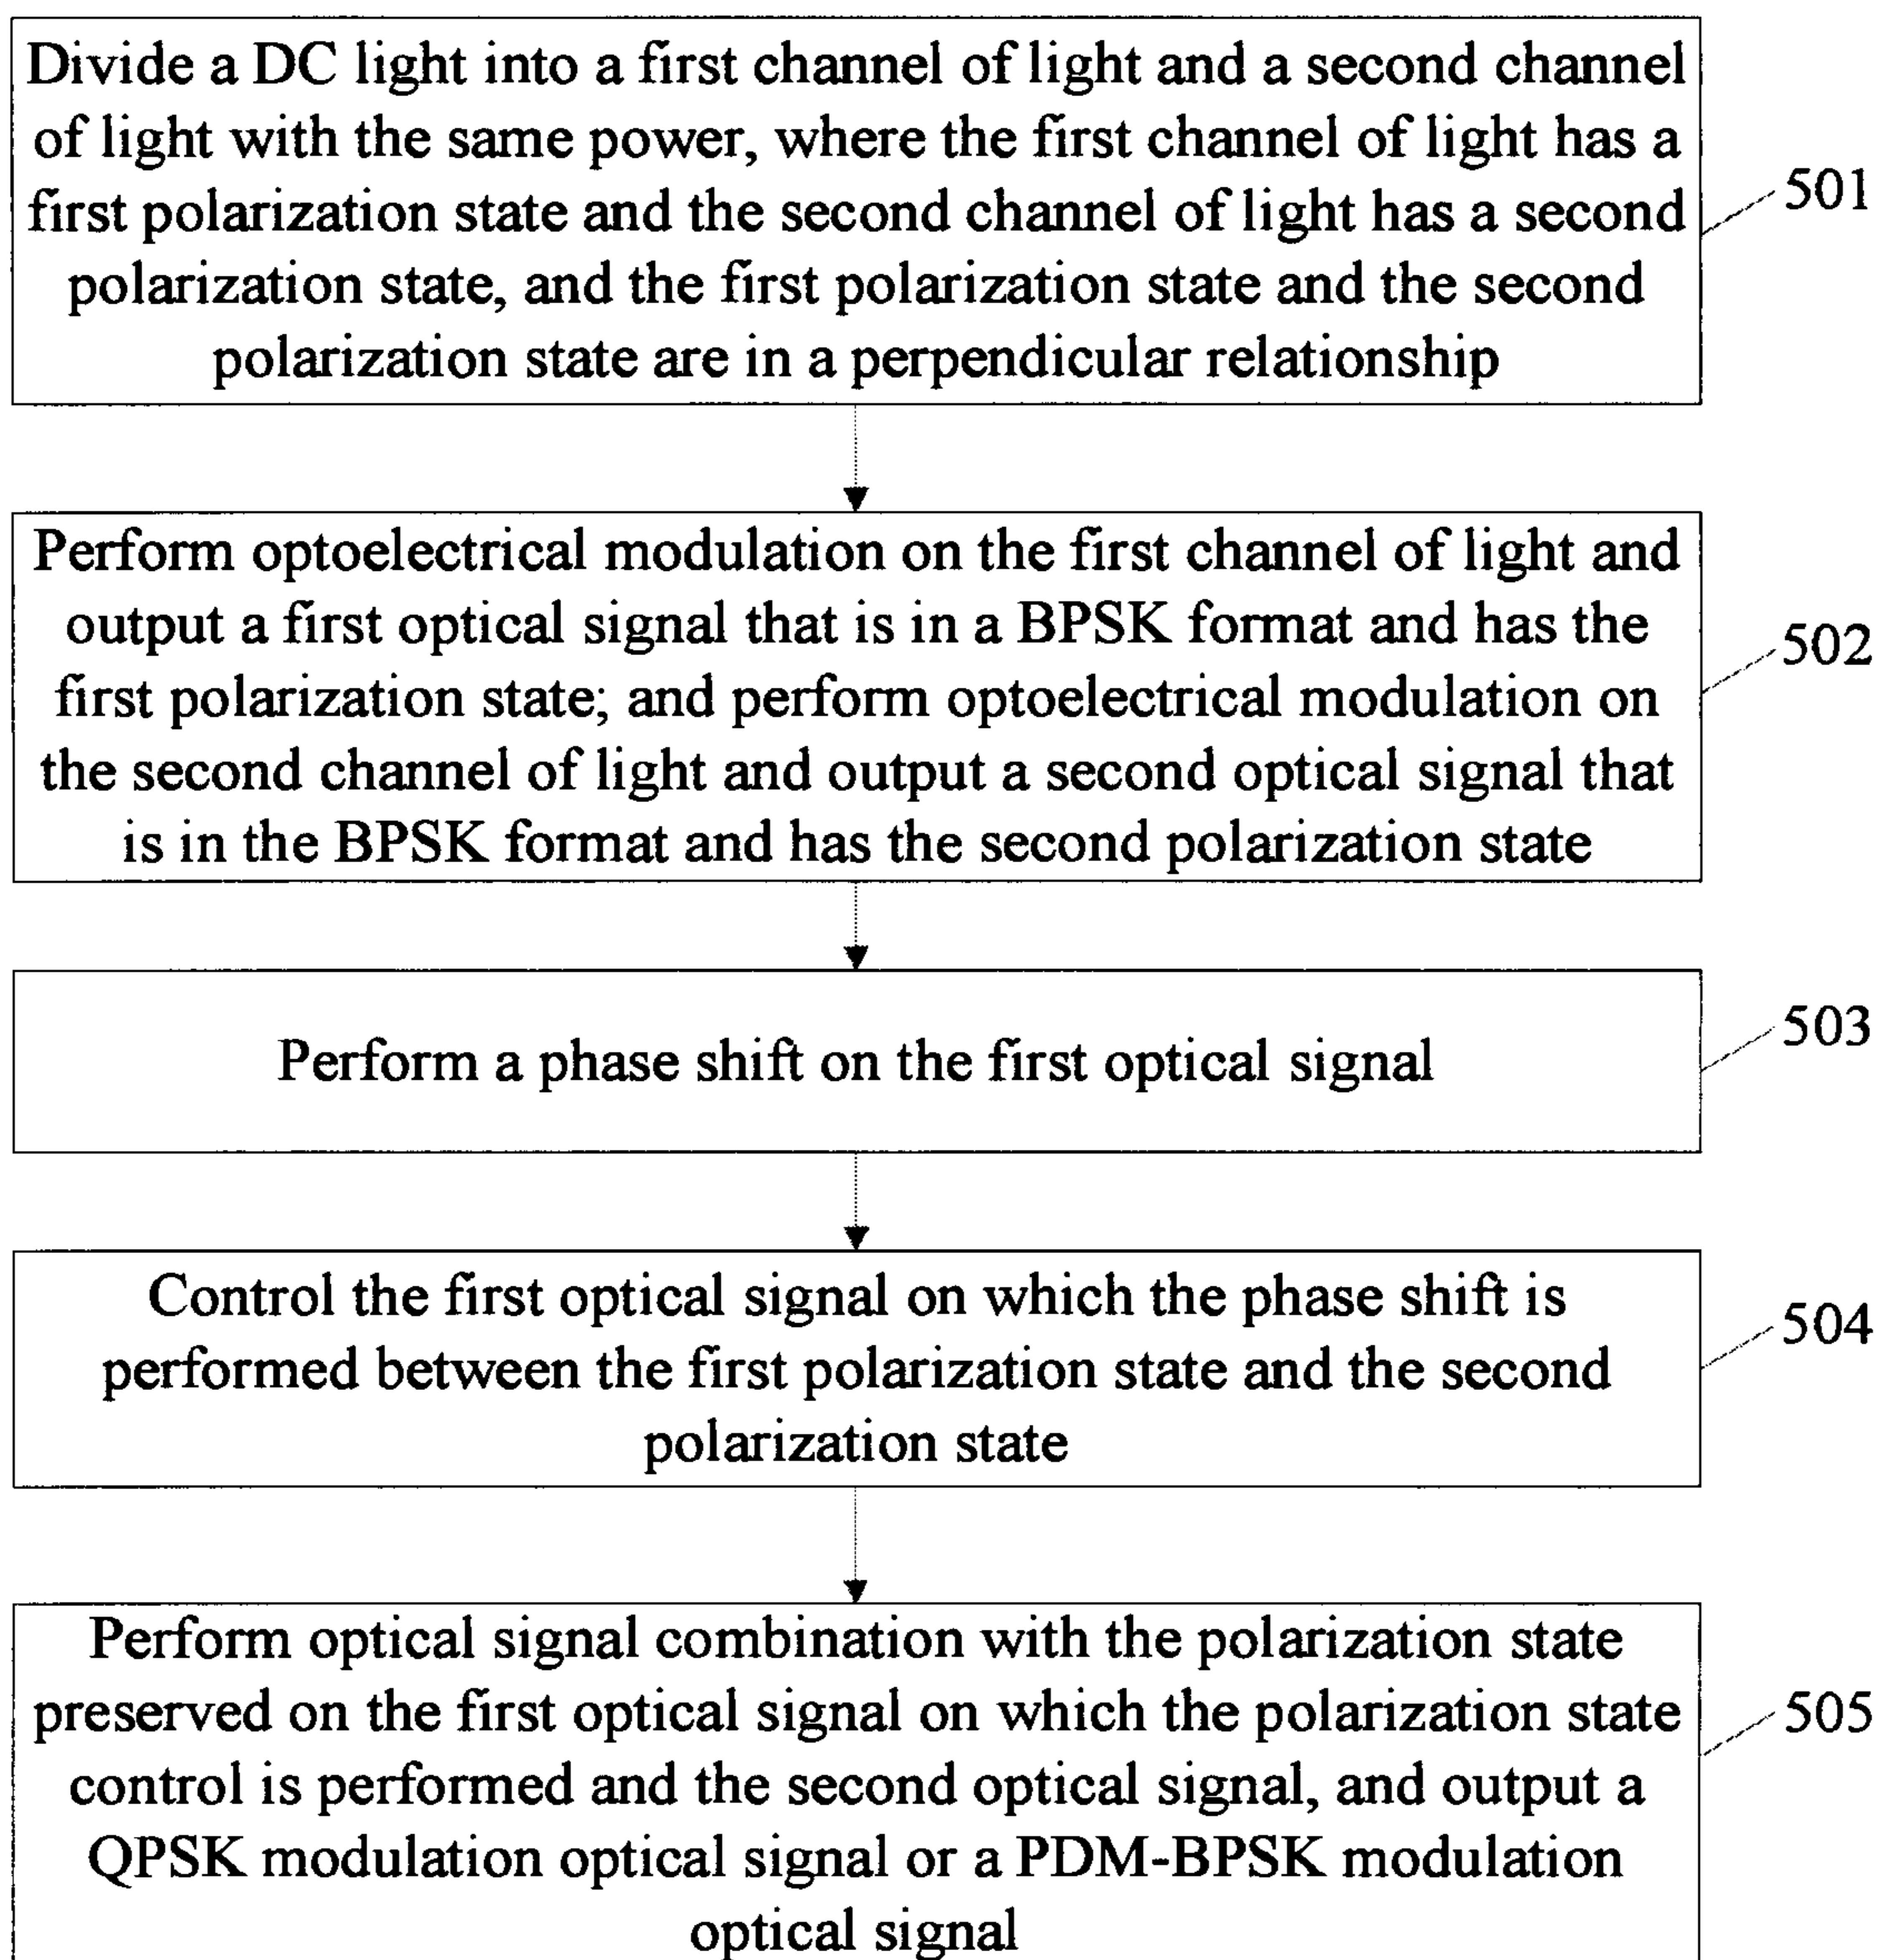 Divide a DC light into a first channel of light and a second channel
of light with the same power, where the first channel of light has a
first polarization state and the second channel of light has a second
polarization state, and the first polarization state and the second
polarization state are in a perpendicular relationship
501
Perform optoelectrical modulation on the first channel of light and
output a first optical signal that is in a BPSK format and has the
first polarization state; and perform optoelectrical modulation on
the second channel of light and output a second optical signal that
is in the BPSK format and has the second polarization state
502
Perform a phase shift on the first optical signal
503
Control the first optical signal on which the phase shift is
performed between the first polarization state and the second
polarization state
504
Perform optical signal combination with the polarization state
preserved on the first optical signal on which the polarization state
control is performed and the second optical signal, and output a
QPSK modulation optical signal or a PDM-BPSK modulation
optical signal
505